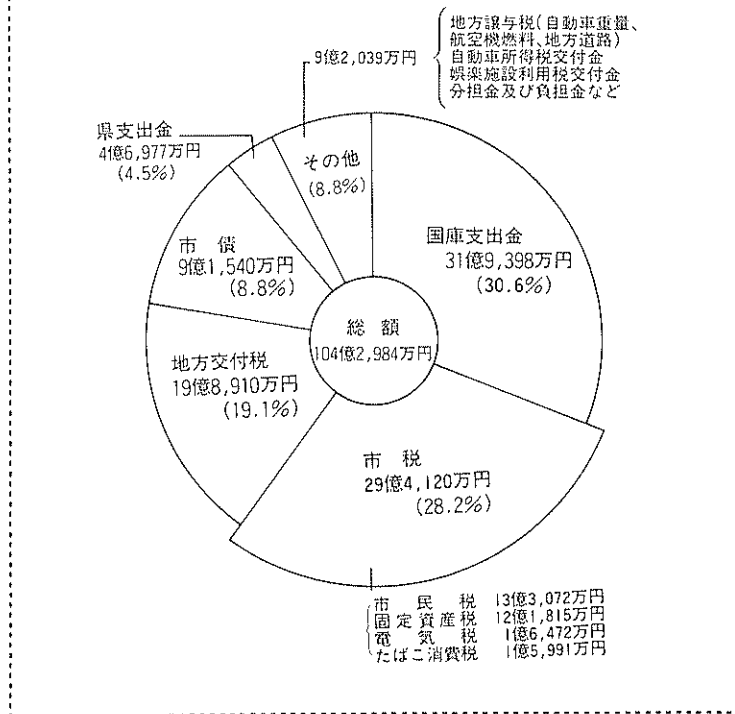 地方譲与税(自動車重量、
航空機燃料、地方道路)
自動車所得税交付金
娯楽施設利用税交付金
分担金及び負担金など
9億2,039万円
その他
(8.8%)
県支出金
4億6,977万円
(4.5%)
市債
9億1,540万円
(8.8%)
地方交付税
19億8,910万円
(19.1%)
国庫支出金
31億9,398万円
(30.6%)
総額
104億2,984万円
市税
29億4,120万円
(28.2%)
市民税 13億3,072万円
固定資産税 12億1,815万円
電気税 1億6,472万円
たばこ消費税 1億5,991万円